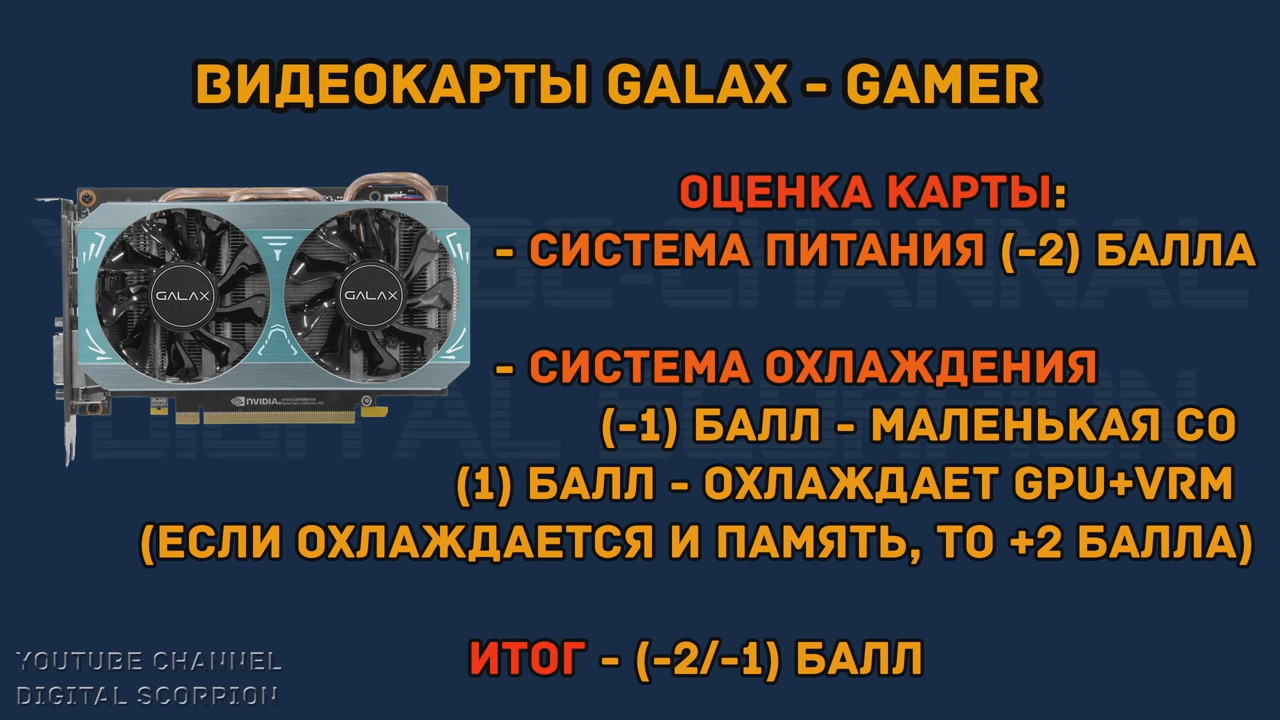 ВИДЕОКАРТЫ GALAX - GAMER
ОЦЕНКА КАРТЫ:
- СИСТЕМА ПИТАНИЯ (-2) БАЛЛА
GALAX GALAX
- СИСТЕМА ОХЛАЖДЕНИЯ
NVIDIA.
(-1) БАЛЛ - МАЛЕНЬКАЯ СО
(1) БАЛЛ - ОХЛАЖДАЕТ GPU+VRM
(ЕСЛИ ОХЛАЖДАЕТСЯ И ПАМЯТЬ, ТО +2 БАЛЛА)
ИТОГ - (-2/-1) БАЛЛ
YOUTUBE CHANNEL
DIGITAL SCORPION